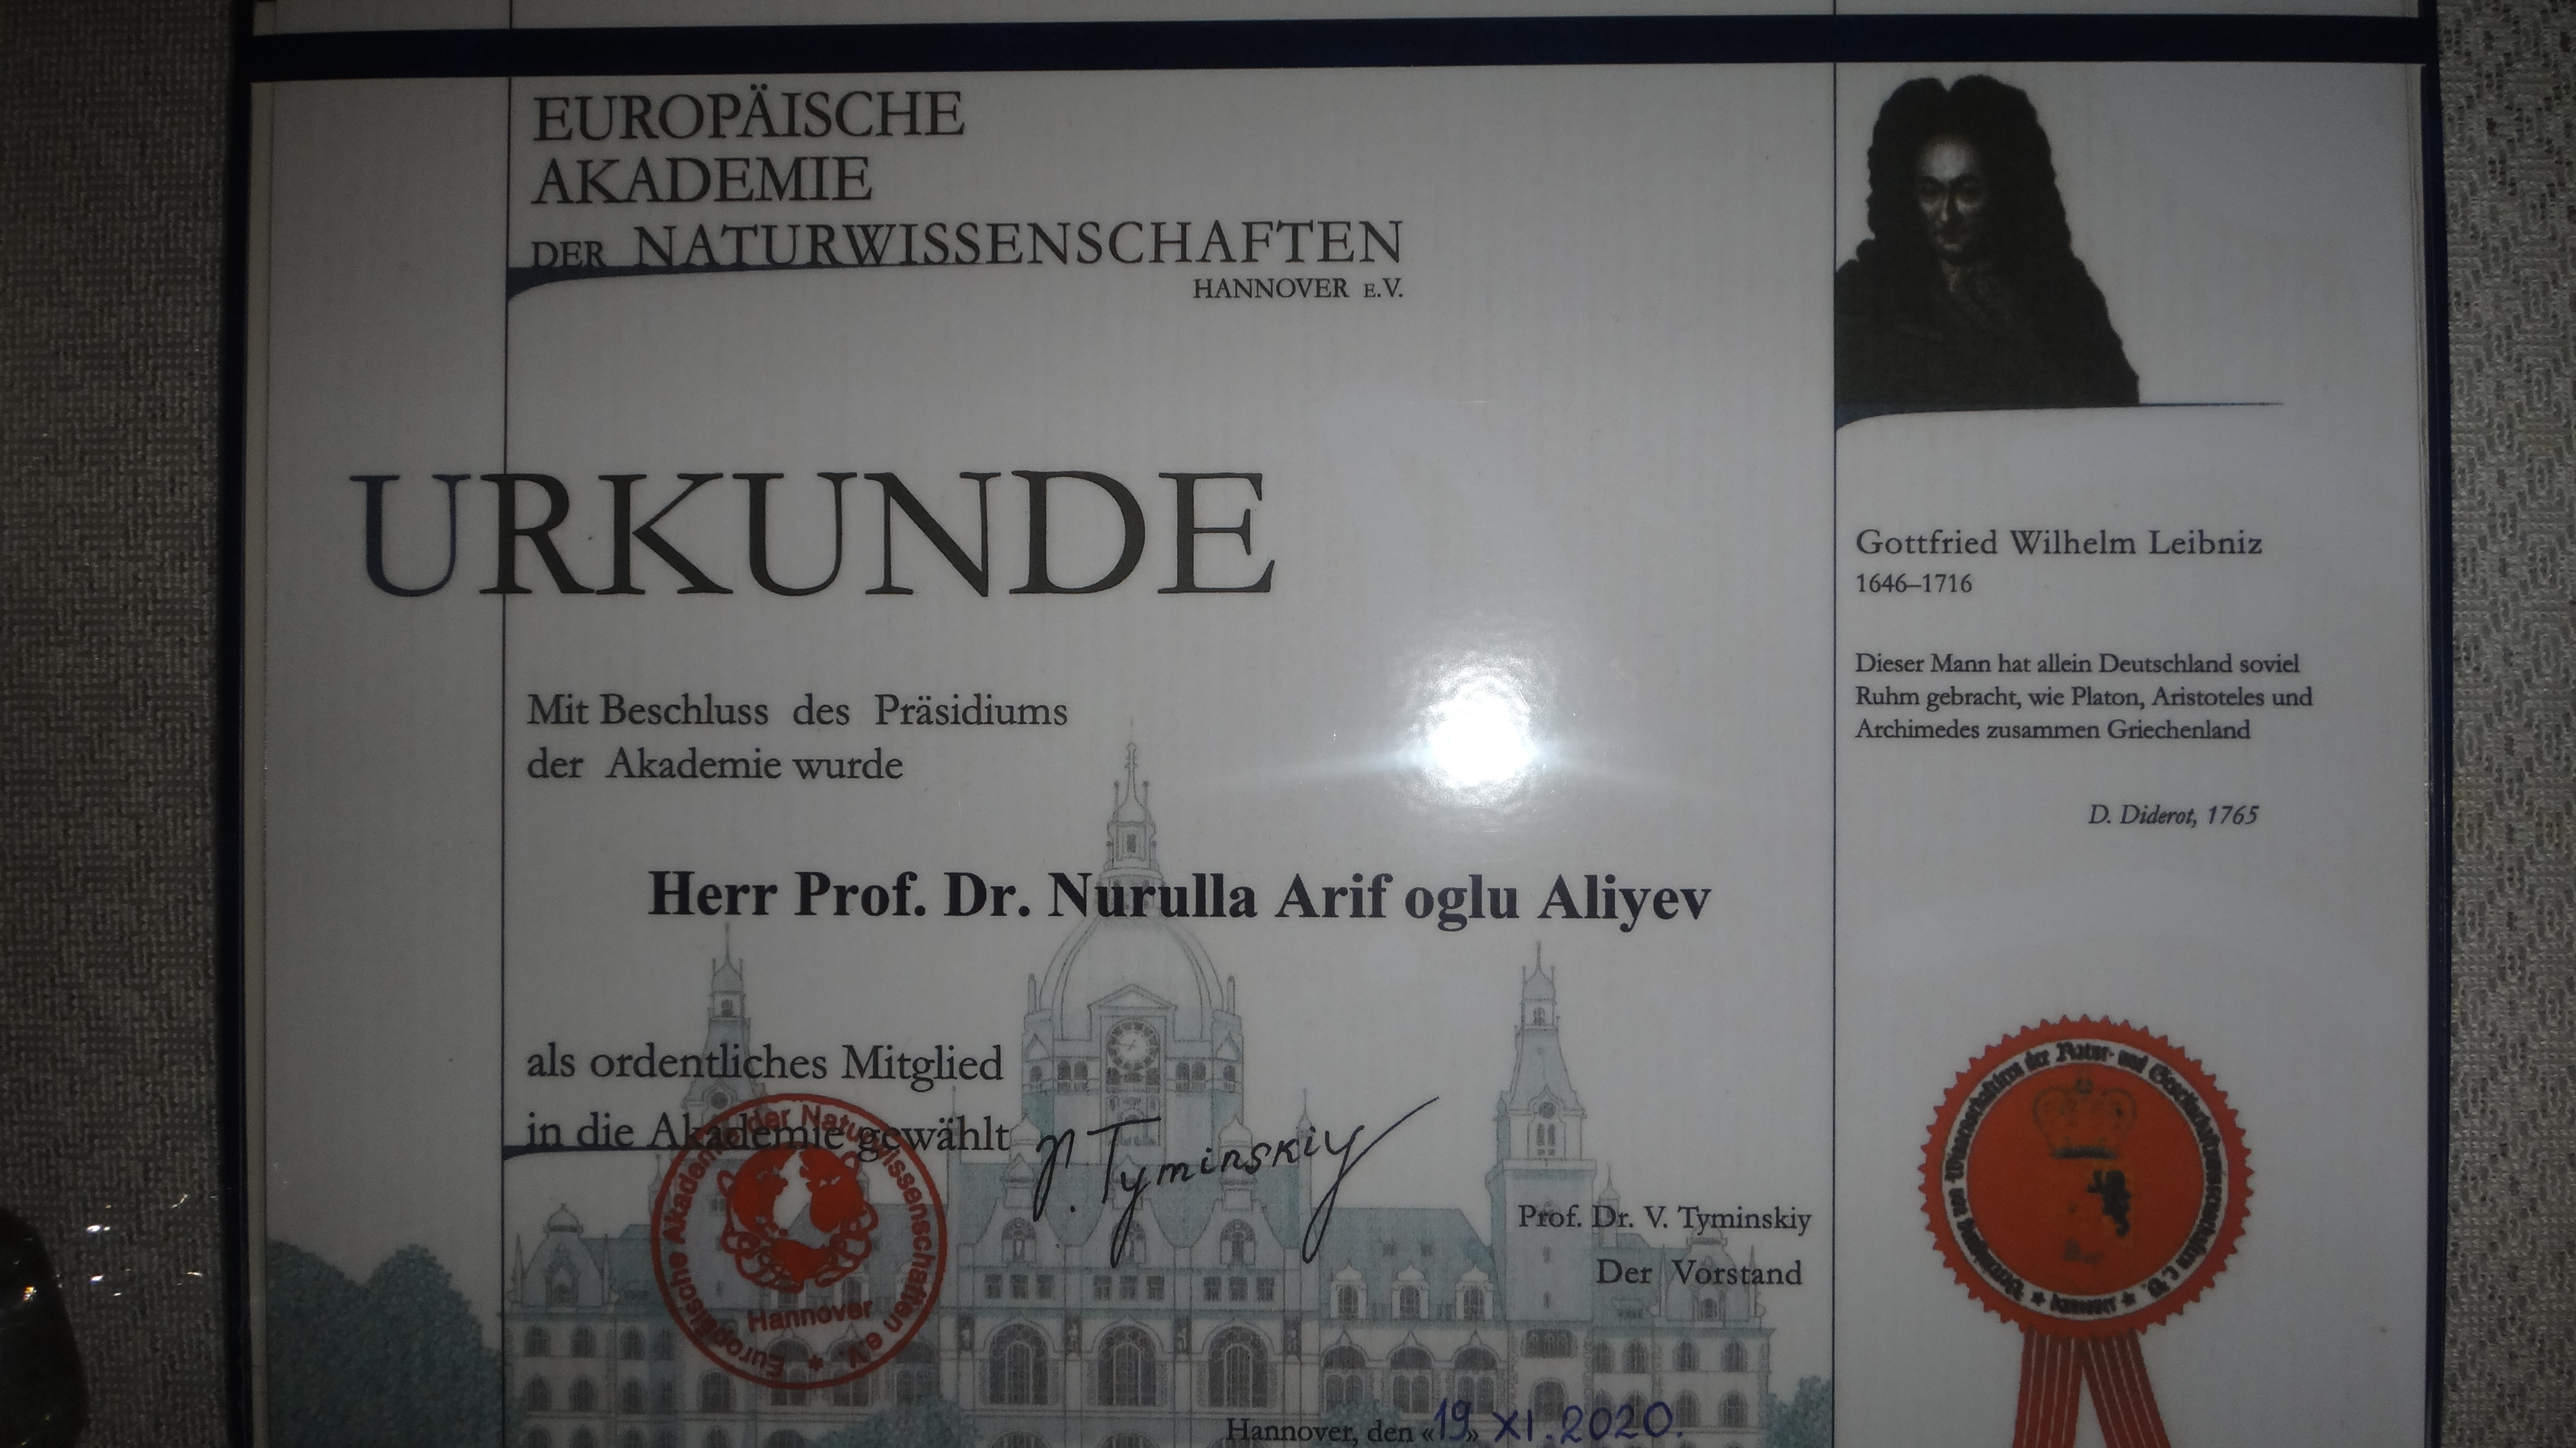 EUROPÄISCHE
AKADEMIE
DER NATURWISSENSCHAFTEN
HANNOVER E.V.
URKUNDE
Mit Beschluss des Präsidiums
der Akademie wurde
Herr Prof. Dr. Nurulla Arif oglu Aliyev
als ordentliches Mitglied
in die Akademie gewählt
Tyminskiy
Prof. Dr. V. Tyminskiy
Der Vorstand
Europäische Akademie der Naturwissenschaften e.V.
Hannover
Hannover, den «19» XI.2020.
Gottfried Wilhelm Leibniz
1646–1716
Dieser Mann hat allein Deutschland soviel
Ruhm gebracht, wie Platon, Aristoteles und
Archimedes zusammen Griechenland
D. Diderot, 1765